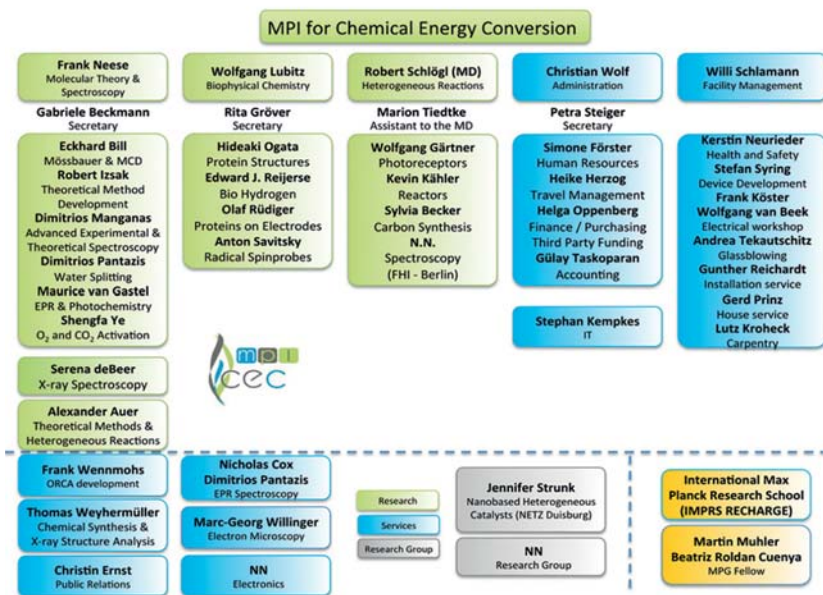 MPI for Chemical Energy Conversion
Frank Neese
Molecular Theory &
Spectroscopy
Gabriele Beckmann
Secretary
Eckhard Bill
Mössbauer & MCD
Robert Izsak
Theoretical Method
Development
Dimitrios Manganas
Advanced Experimental &
Theoretical Spectroscopy
Dimitrios Pantazis
Water Splitting
Maurice van Gastel
EPR & Photochemistry
Shengfa Ye
O₂ and CO₂ Activation
Serena deBeer
X-ray Spectroscopy
Alexander Auer
Theoretical Methods &
Heterogeneous Reactions
Wolfgang Lubitz
Biophysical Chemistry
Rita Gröver
Secretary
Hideaki Ogata
Protein Structures
Edward J. Reijerse
Bio Hydrogen
Olaf Rüdiger
Proteins on Electrodes
Anton Savitsky
Radical Spinprobes
mpi
cec
Robert Schlögl (MD)
Heterogeneous Reactions
Marion Tiedtke
Assistant to the MD
Wolfgang Gärtner
Photoreceptors
Kevin Kähler
Reactors
Sylvia Becker
Carbon Synthesis
N.N.
Spectroscopy
(FHI - Berlin)
Christian Wolf
Administration
Petra Steiger
Secretary
Simone Förster
Human Resources
Heike Herzog
Travel Management
Helga Oppenberg
Finance / Purchasing
Third Party Funding
Gülay Taskoparan
Accounting
Stephan Kempkes
IT
Willi Schlamann
Facility Management
Kerstin Neurieder
Health and Safety
Stefan Syring
Device Development
Frank Köster
Wolfgang van Beek
Electrical workshop
Andrea Tekautschitz
Glassblowing
Gunther Reichardt
Installation service
Gerd Prinz
House service
Lutz Kroheck
Carpentry
Frank Wennmohs
ORCA development
Thomas Weyhermüller
Chemical Synthesis &
X-ray Structure Analysis
Christin Ernst
Public Relations
Nicholas Cox
Dimitrios Pantazis
EPR Spectroscopy
Marc-Georg Willinger
Electron Microscopy
NN
Electronics
Research
Services
Research Group
Jennifer Strunk
Nanobased Heterogeneous
Catalysts (NETZ Duisburg)
NN
Research Group
International Max
Planck Research School
(IMPRS RECHARGE)
Martin Muhler
Beatriz Roldan Cuenya
MPG Fellow